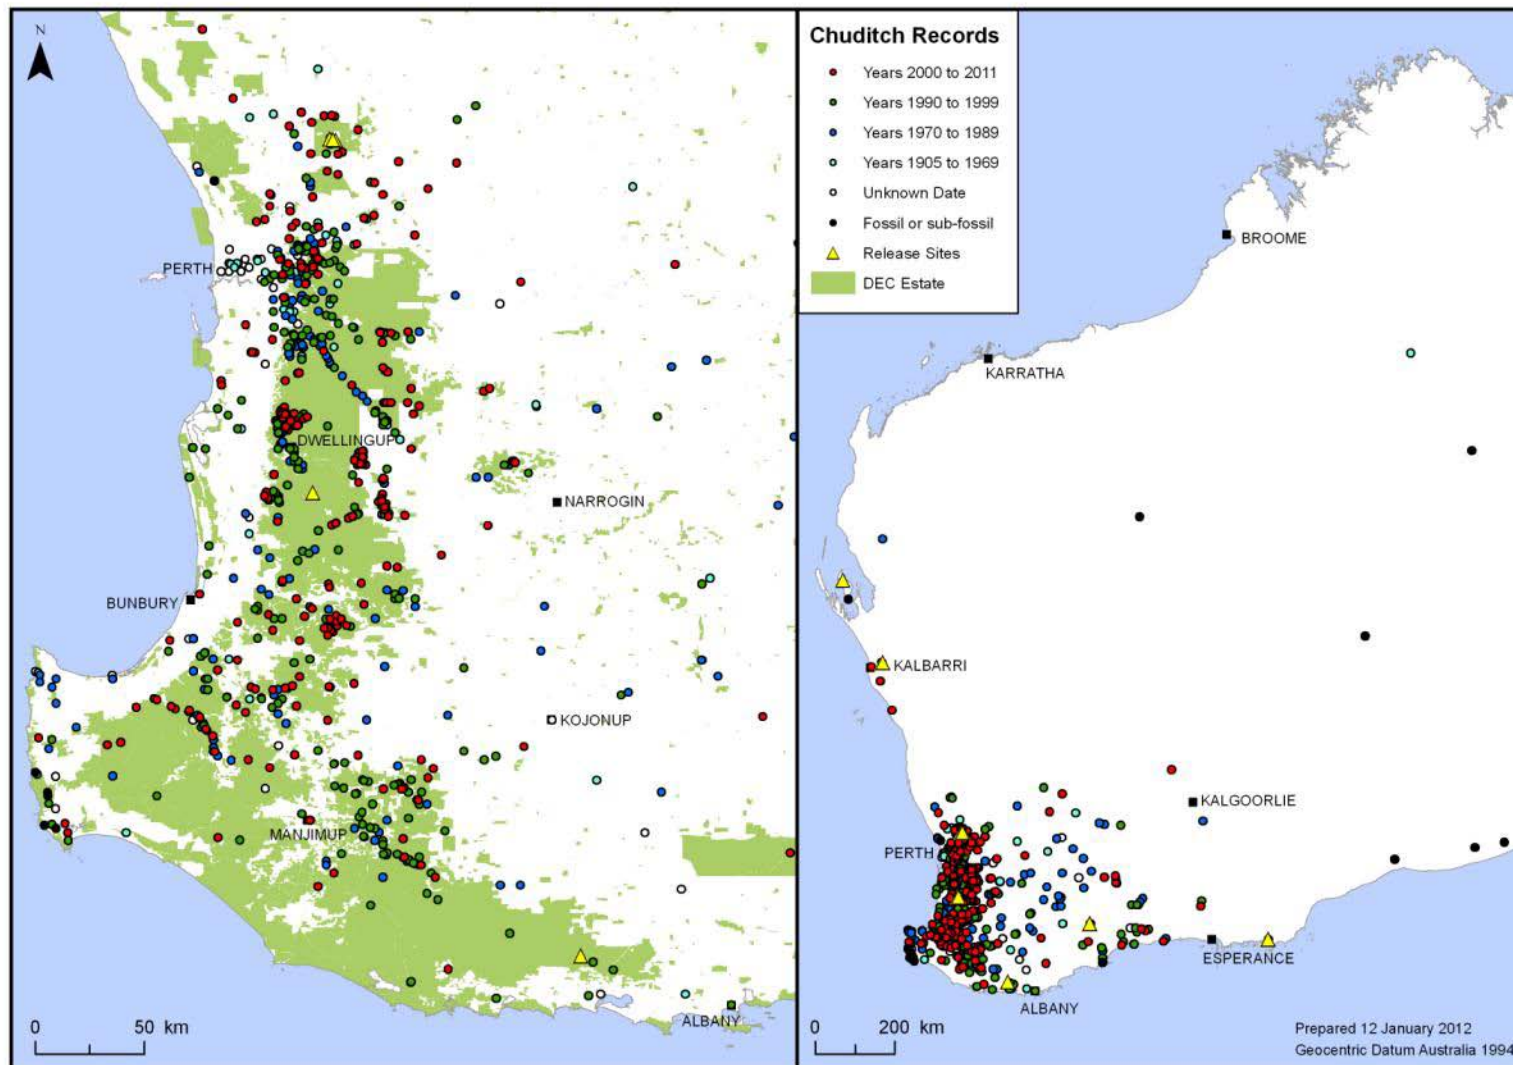 N
PERTH
DWELLINGUP
NARROGIN
BUNBURY
KOJONUP
MANJIMUP
ALBANY
0 50 km
Chuditch Records
Years 2000 to 2011
Years 1990 to 1999
Years 1970 to 1989
Years 1905 to 1969
Unknown Date
Fossil or sub-fossil
Release Sites
DEC Estate
BROOME
KARRATHA
KALBARRI
KALGOORLIE
PERTH
ESPERANCE
ALBANY
0 200 km
Prepared 12 January 2012
Geocentric Datum Australia 1994